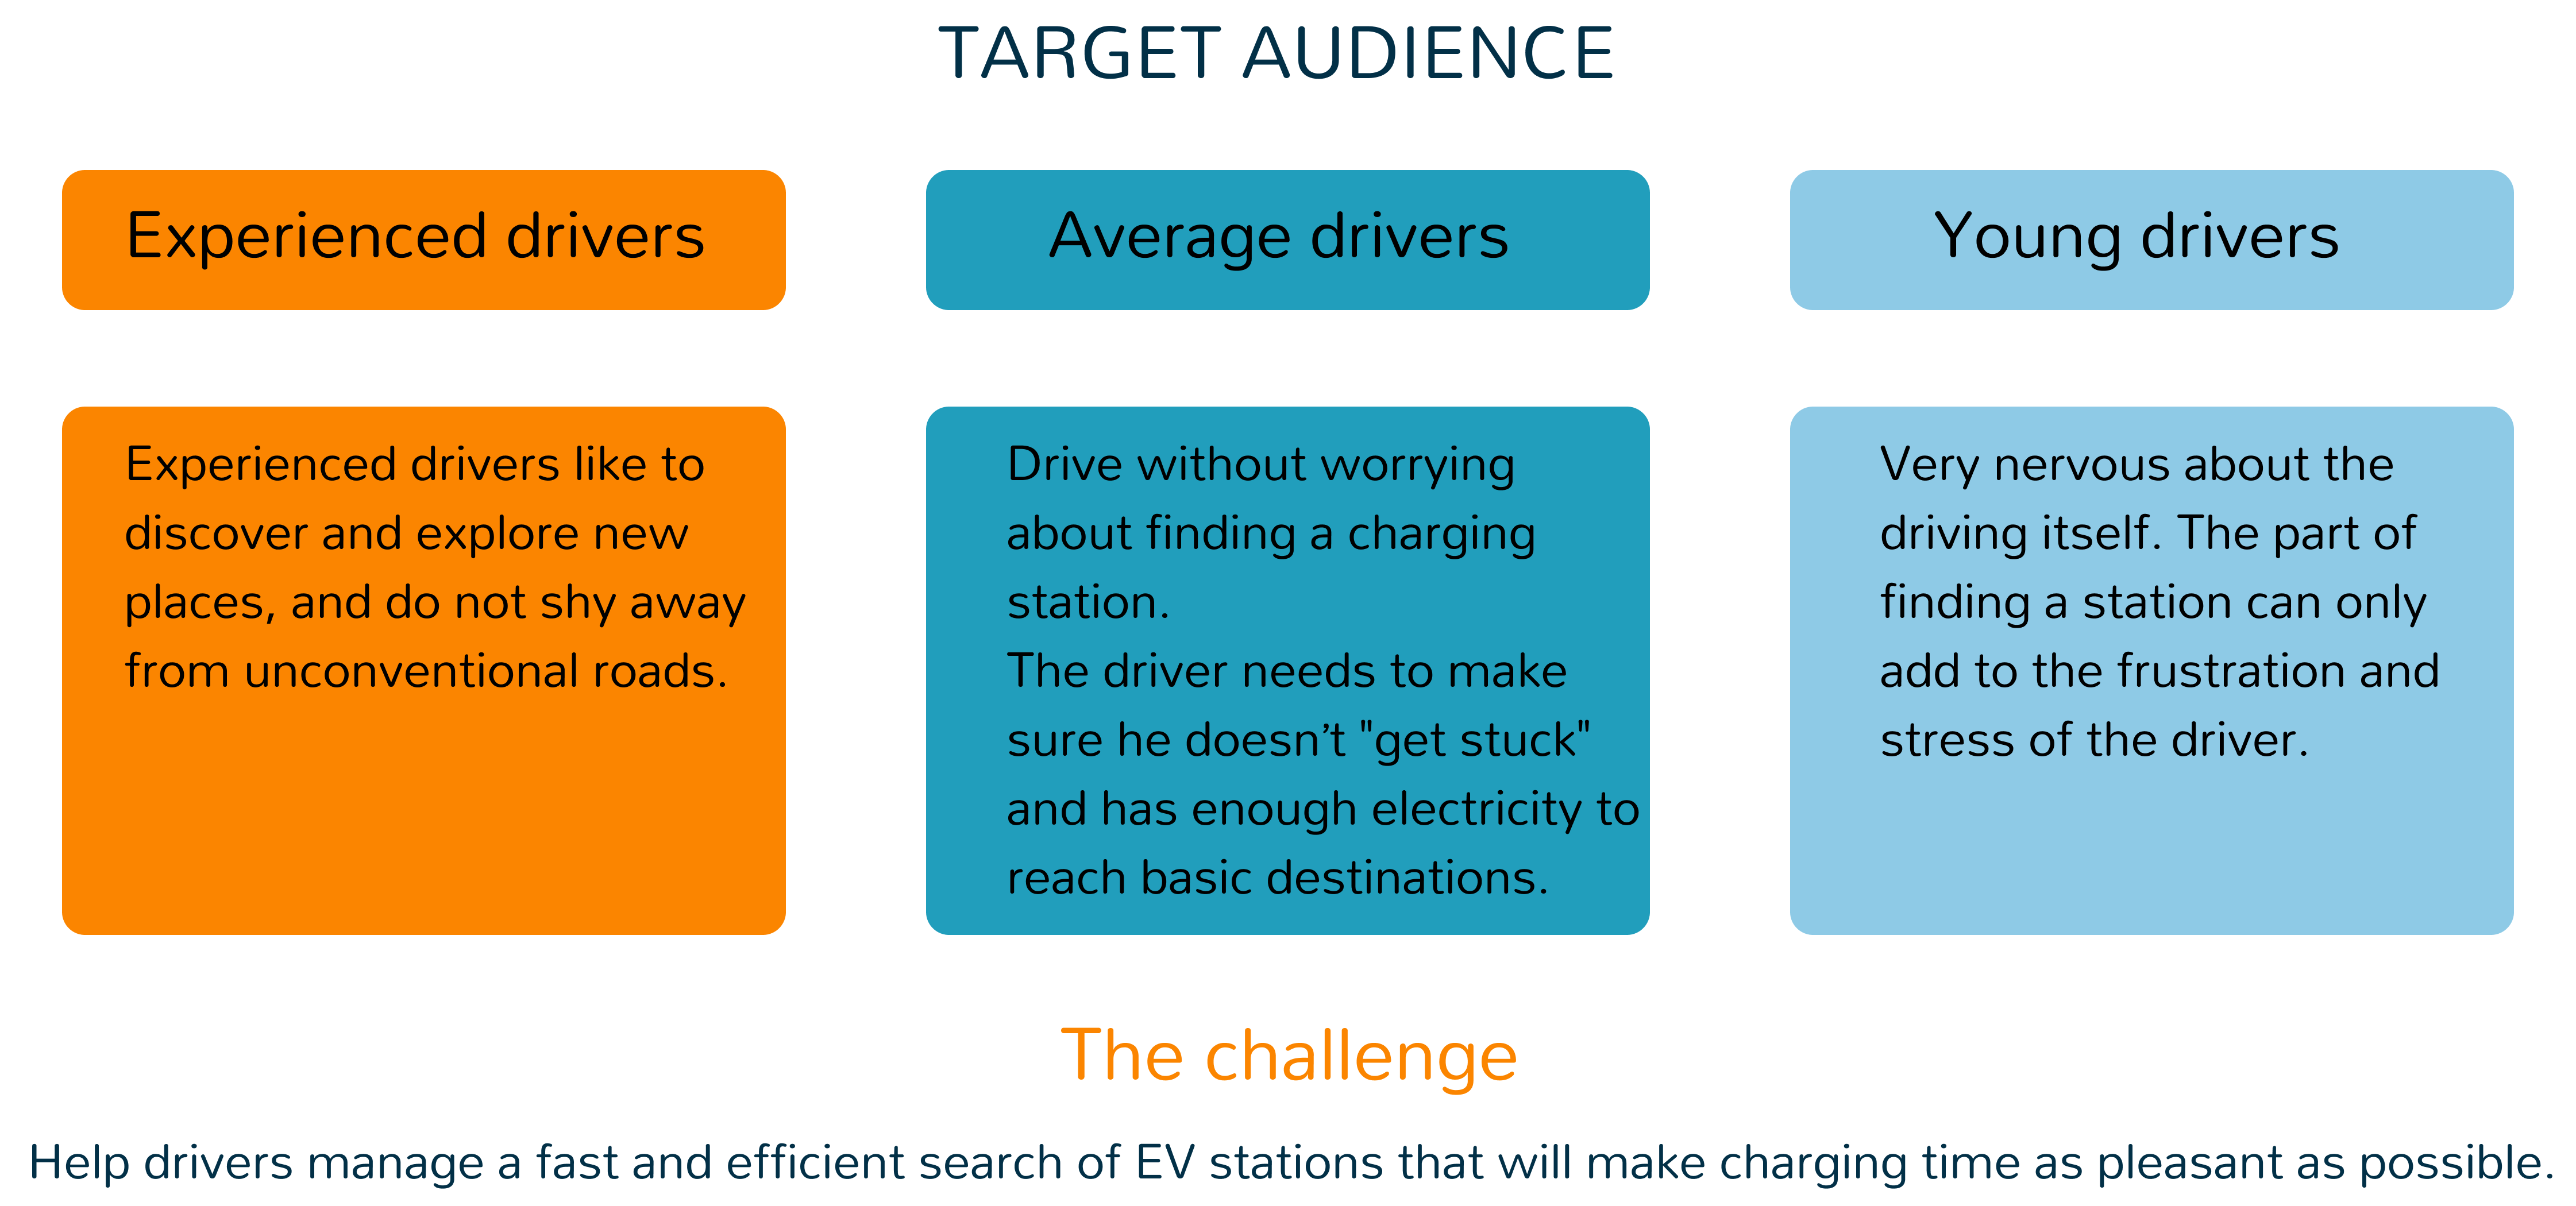 TARGET AUDIENCE
Experienced drivers
Average drivers
Young drivers
Experienced drivers like to
discover and explore new
places, and do not shy away
from unconventional roads.
Drive without worrying
about finding a charging
station.
The driver needs to make
sure he doesn’t "get stuck"
and has enough electricity to
reach basic destinations.
Very nervous about the
driving itself. The part of
finding a station can only
add to the frustration and
stress of the driver.
The challenge
Help drivers manage a fast and efficient search of EV stations that will make charging time as pleasant as possible.